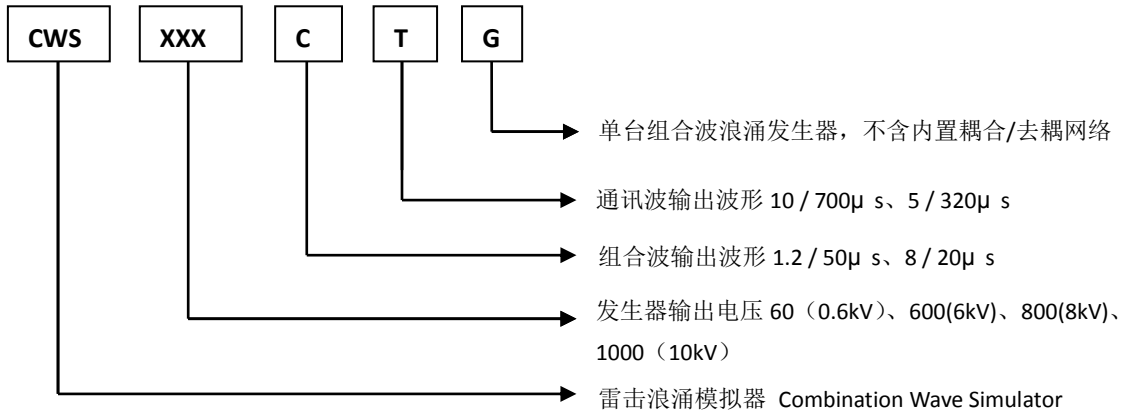 CWS XXX C T G
单台组合波浪涌发生器，不含内置耦合/去耦网络
通讯波输出波形 10 / 700μ s、5 / 320μ s
组合波输出波形 1.2 / 50μ s、8 / 20μ s
发生器输出电压 60（0.6kV）、600(6kV)、800(8kV)、
1000（10kV）
雷击浪涌模拟器 Combination Wave Simulator